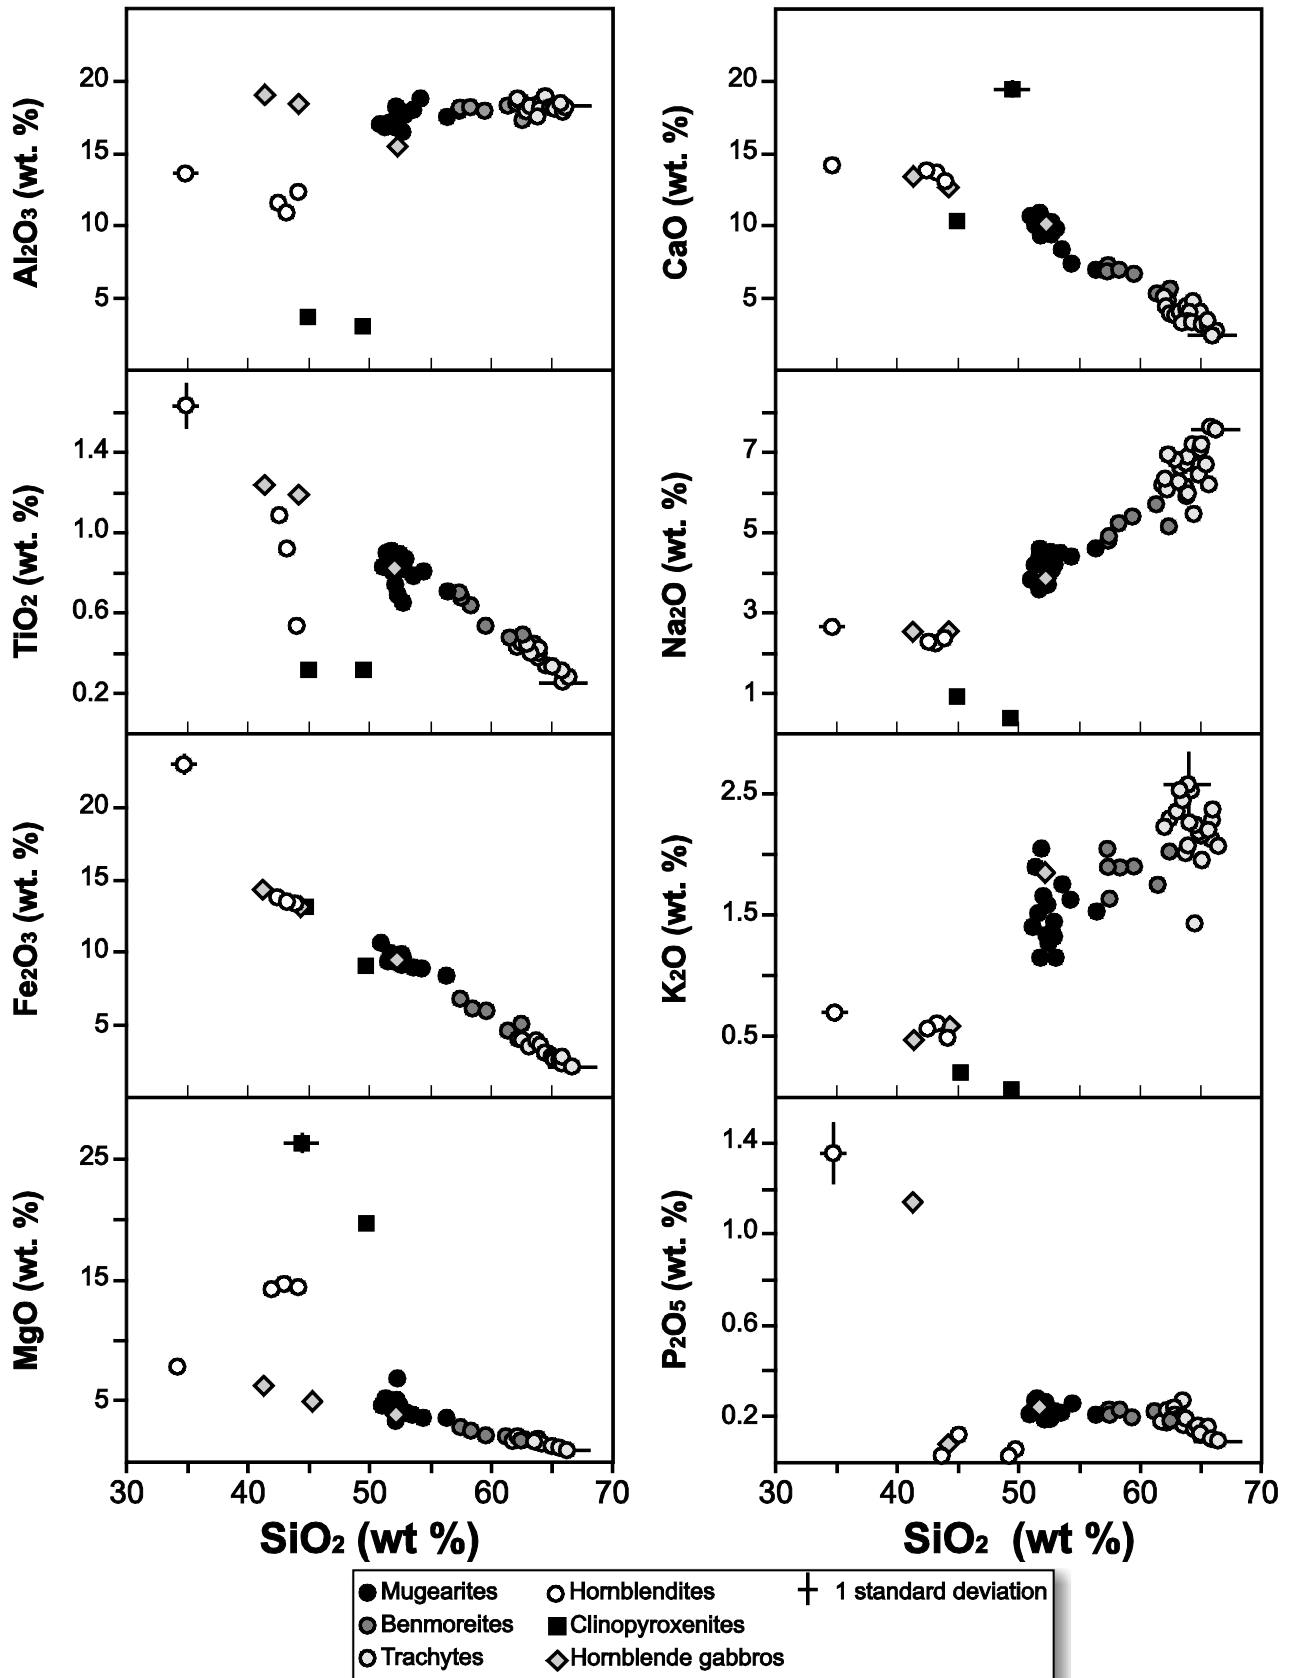 Al2O3 (wt. %)
20
15
10
5
CaO (wt. %)
20
15
10
5
TiO2 (wt. %)
1.4
1.0
0.6
0.2
Na2O (wt. %)
7
5
3
1
Fe2O3 (wt. %)
20
15
10
5
K2O (wt. %)
2.5
1.5
0.5
MgO (wt. %)
25
15
5
P2O5 (wt. %)
1.4
1.0
0.6
0.2
30 40 50 60 70
30 40 50 60 70
SiO2 (wt %)
SiO2 (wt %)
Mugearites Hornblendites 1 standard deviation
Benmoreites Clinopyroxenites
Trachytes Hornblende gabbros